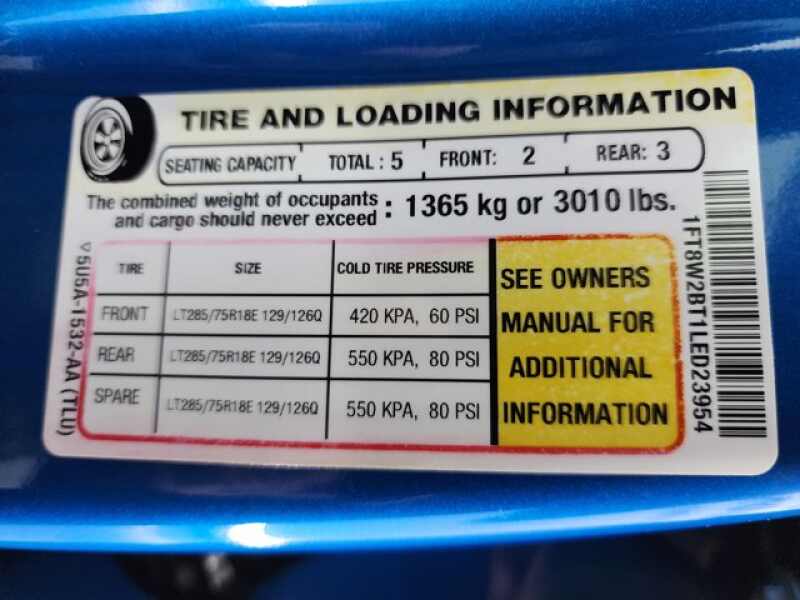 TIRE AND LOADING INFORMATION
SEATING CAPACITY TOTAL : 5 FRONT: 2 REAR: 3
The combined weight of occupants
and cargo should never exceed : 1365 kg or 3010 lbs.
TIRE SIZE COLD TIRE PRESSURE
FRONT LT285/75R18E 129/126Q 420 KPA, 60 PSI
REAR LT285/75R18E 129/126Q 550 KPA, 80 PSI
SPARE LT285/75R18E 129/126Q 550 KPA, 80 PSI
SEE OWNERS
MANUAL FOR
ADDITIONAL
INFORMATION
5U5A-1532-AA (TLU)
1FT8W2BT1LED23954